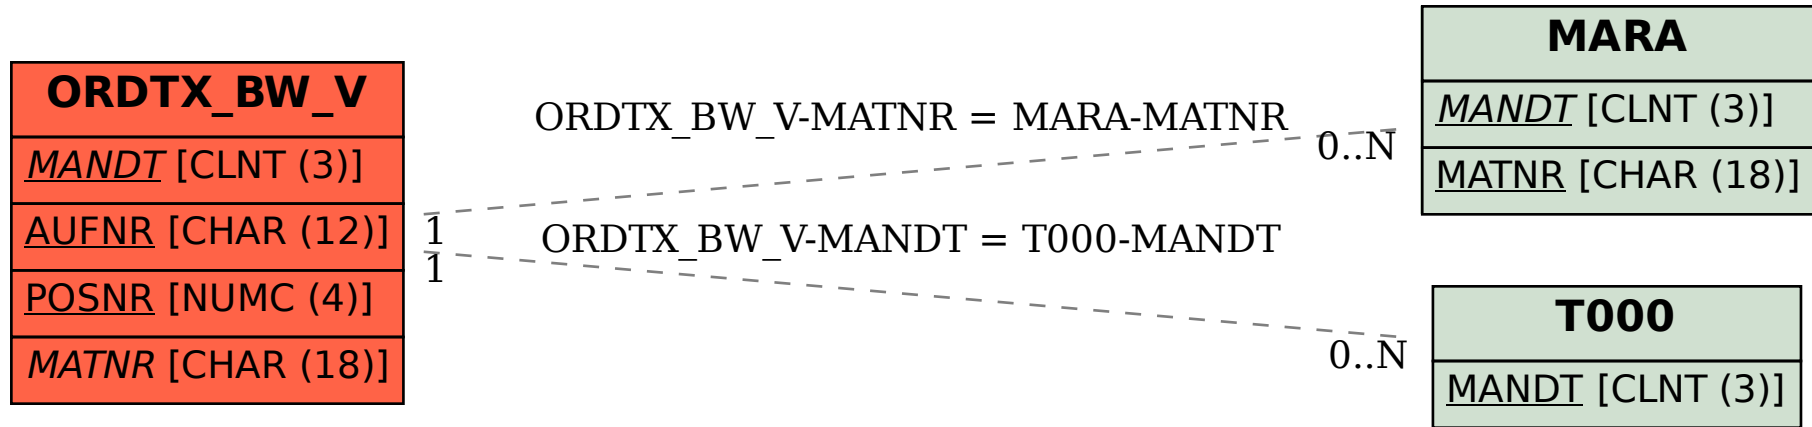 ORDTX_BW_V
MANDT [CLNT (3)]
AUFNR [CHAR (12)]
POSNR [NUMC (4)]
MATNR [CHAR (18)]
ORDTX_BW_V-MATNR = MARA-MATNR
0..N
1
ORDTX_BW_V-MANDT = T000-MANDT
1
0..N
MARA
MANDT [CLNT (3)]
MATNR [CHAR (18)]
T000
MANDT [CLNT (3)]